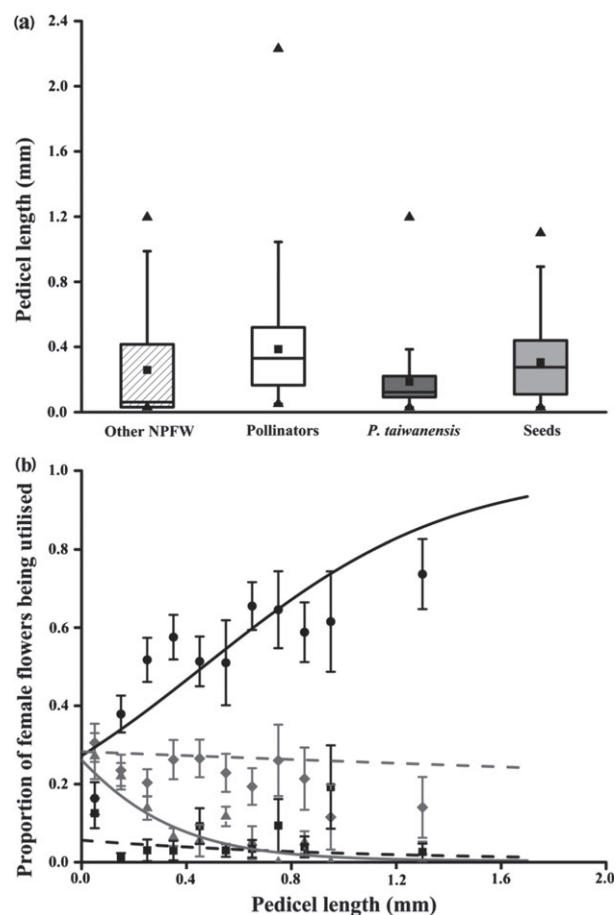 (a)
2.4
2.0
1.6
1.2
0.8
0.4
0.0
Pedicel length (mm)
Other NPFW Pollinators P. taiwanensis Seeds
(b)
1.0
0.8
0.6
0.4
0.2
0.0
Proportion of female flowers being utilised
0.0 0.4 0.8 1.2 1.6 2.0
Pedicel length (mm)